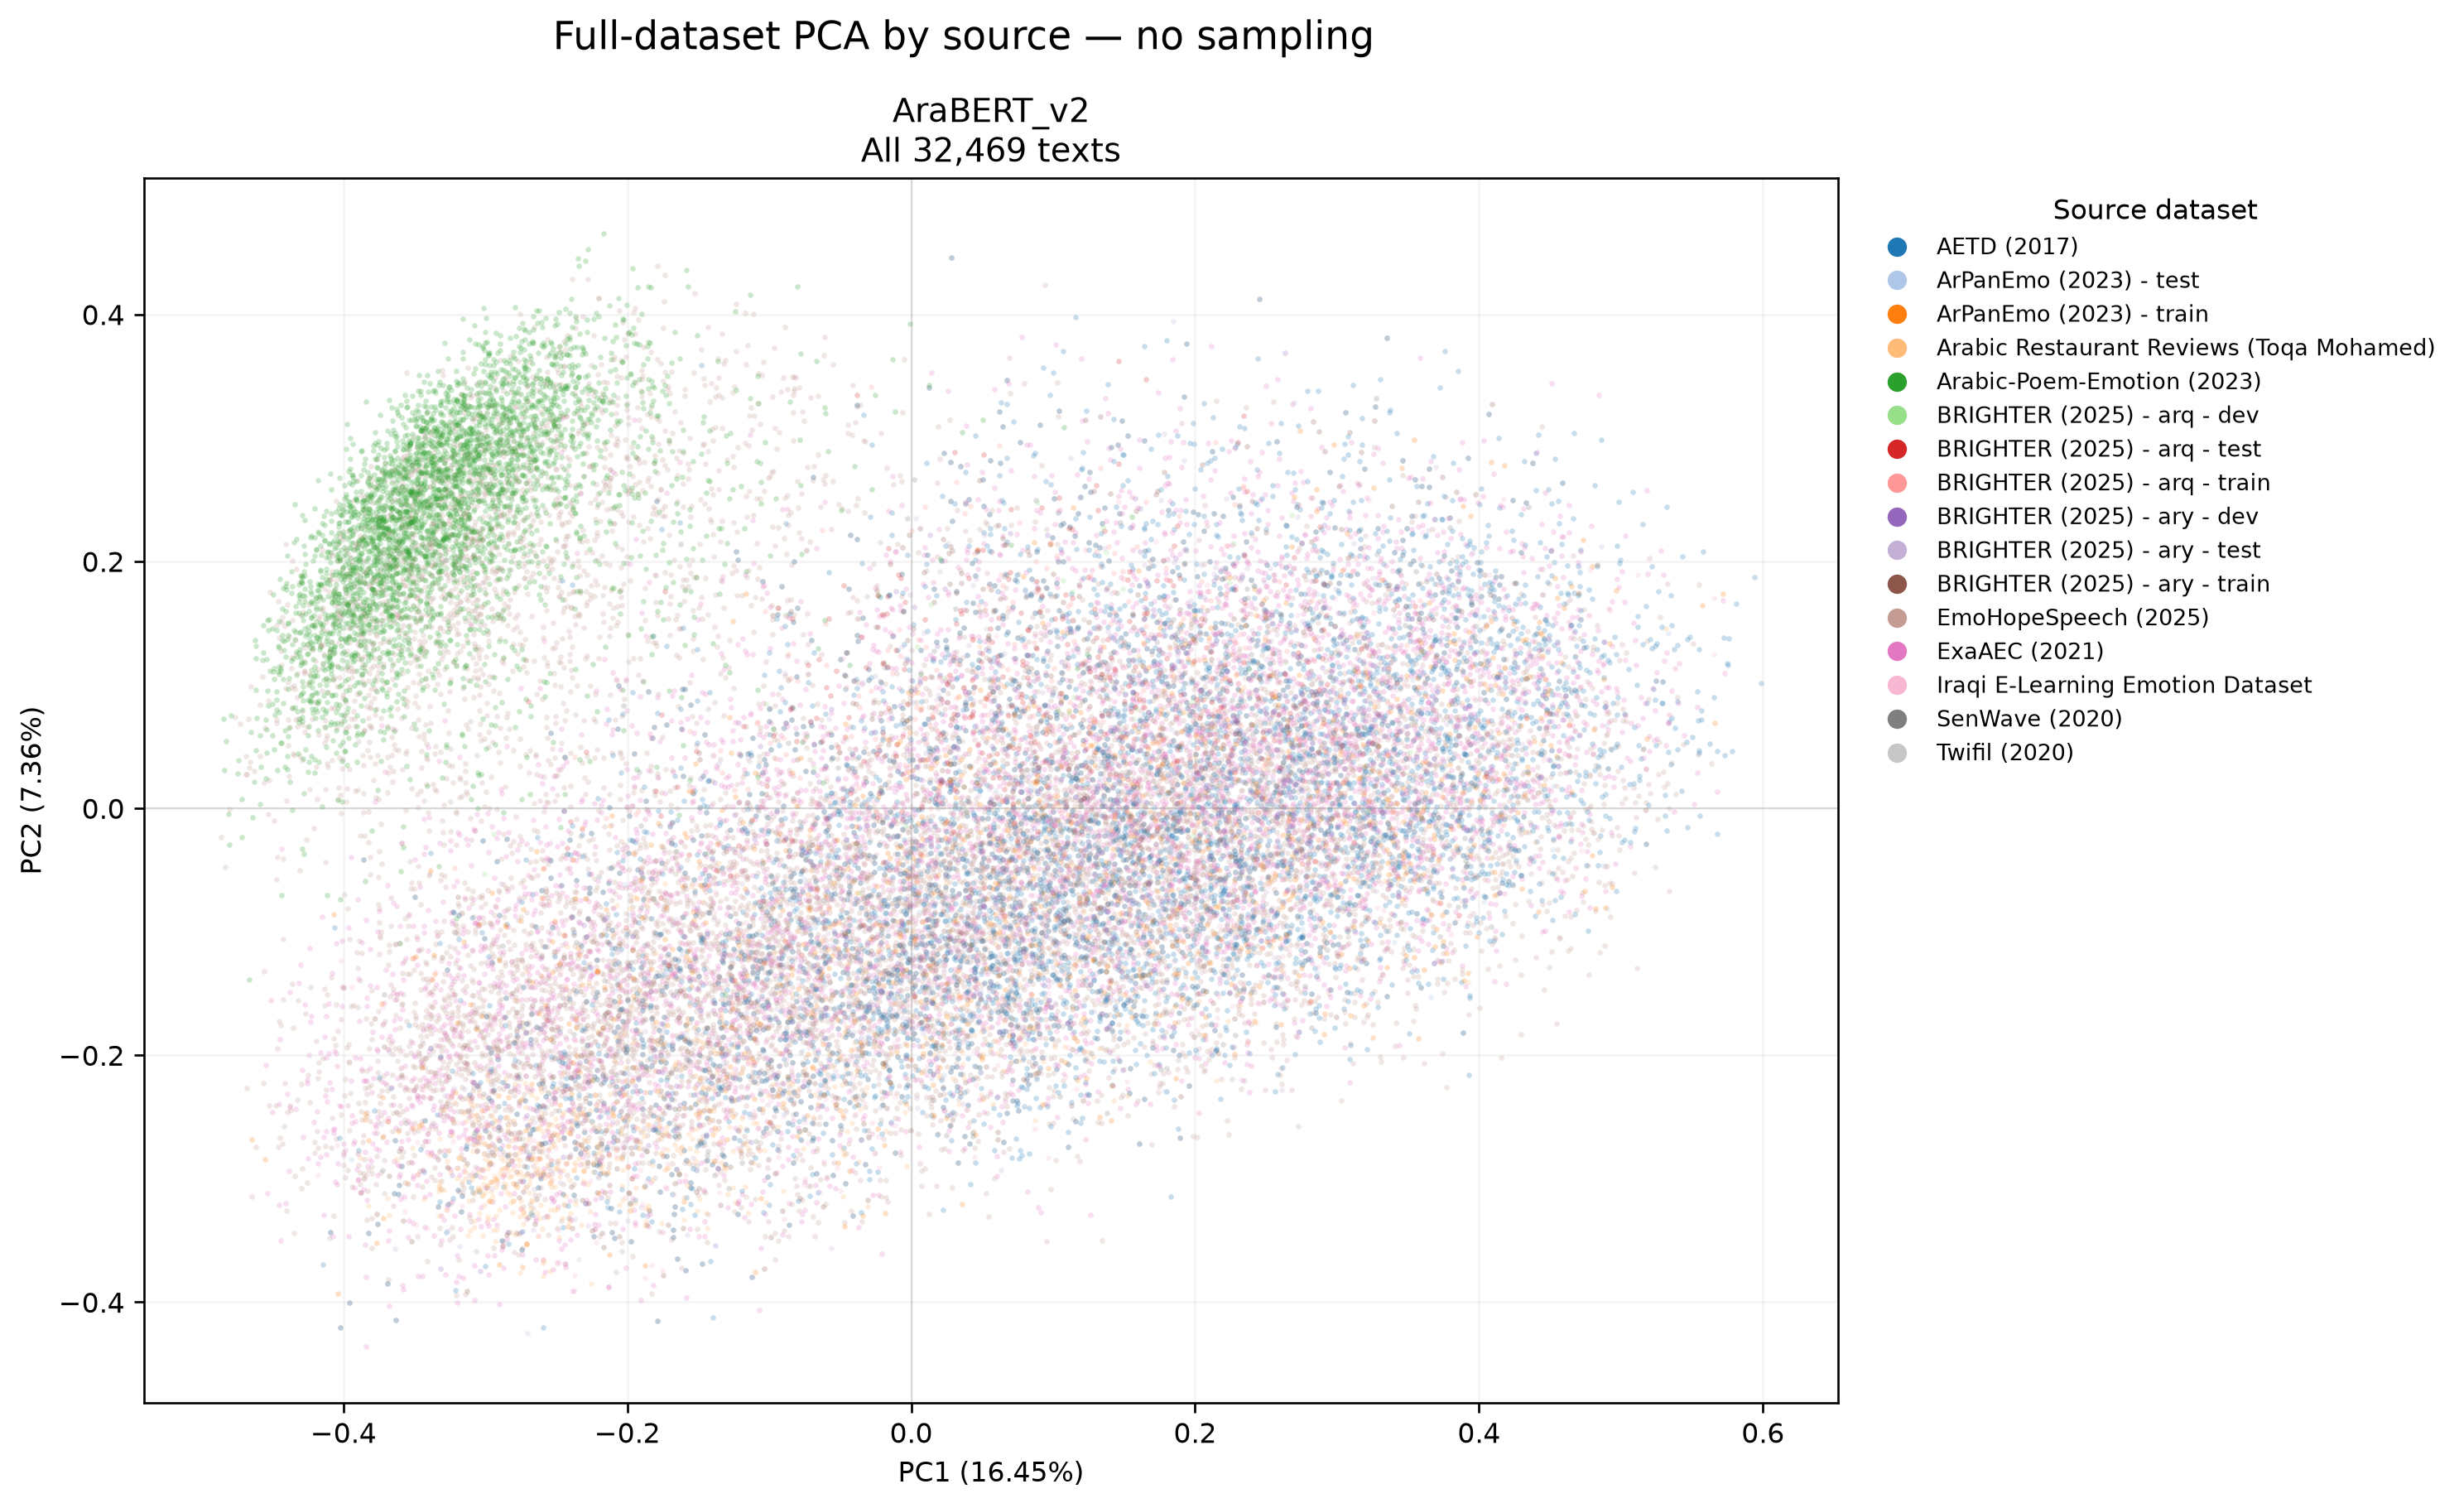 Full-dataset PCA by source — no sampling
AraBERT_v2
All 32,469 texts
Source dataset
AETD (2017)
ArPanEmo (2023) - test
ArPanEmo (2023) - train
Arabic Restaurant Reviews (Toqa Mohamed)
Arabic-Poem-Emotion (2023)
BRIGHTER (2025) - arq - dev
BRIGHTER (2025) - arq - test
BRIGHTER (2025) - arq - train
BRIGHTER (2025) - ary - dev
BRIGHTER (2025) - ary - test
BRIGHTER (2025) - ary - train
EmoHopeSpeech (2025)
ExaAEC (2021)
Iraqi E-Learning Emotion Dataset
SenWave (2020)
Twifil (2020)
PC2 (7.36%)
0.4
0.2
0.0
−0.2
−0.4
−0.4 −0.2 0.0 0.2 0.4 0.6
PC1 (16.45%)